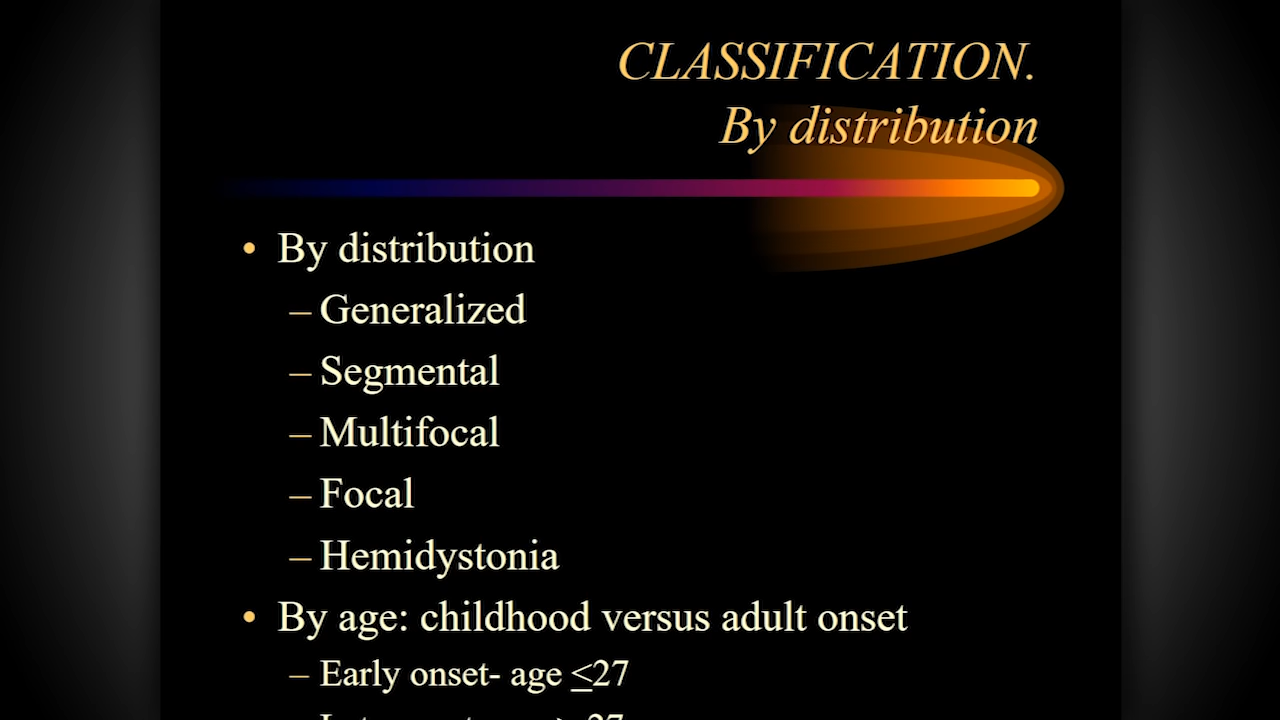 CLASSIFICATION.
By distribution
• By distribution
– Generalized
– Segmental
– Multifocal
– Focal
– Hemidystonia
• By age: childhood versus adult onset
– Early onset- age ≤27